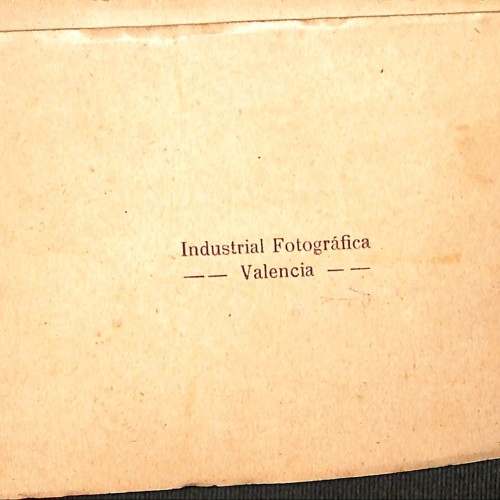 Industrial Fotográfica
—— Valencia ——